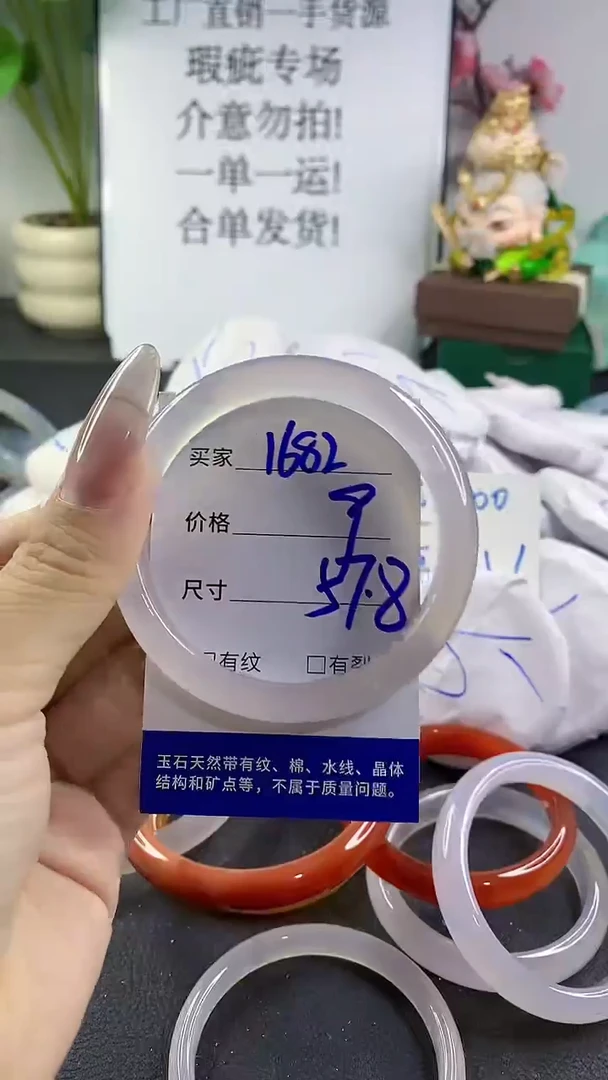 工厂直销一手货源
瑕疵专场
介意勿拍!
一单一运!
合单发货!
买家 1682
价格
尺寸 57.8
有纹 □有裂
玉石天然带有纹、棉、水线、晶体
结构和矿点等，不属于质量问题。